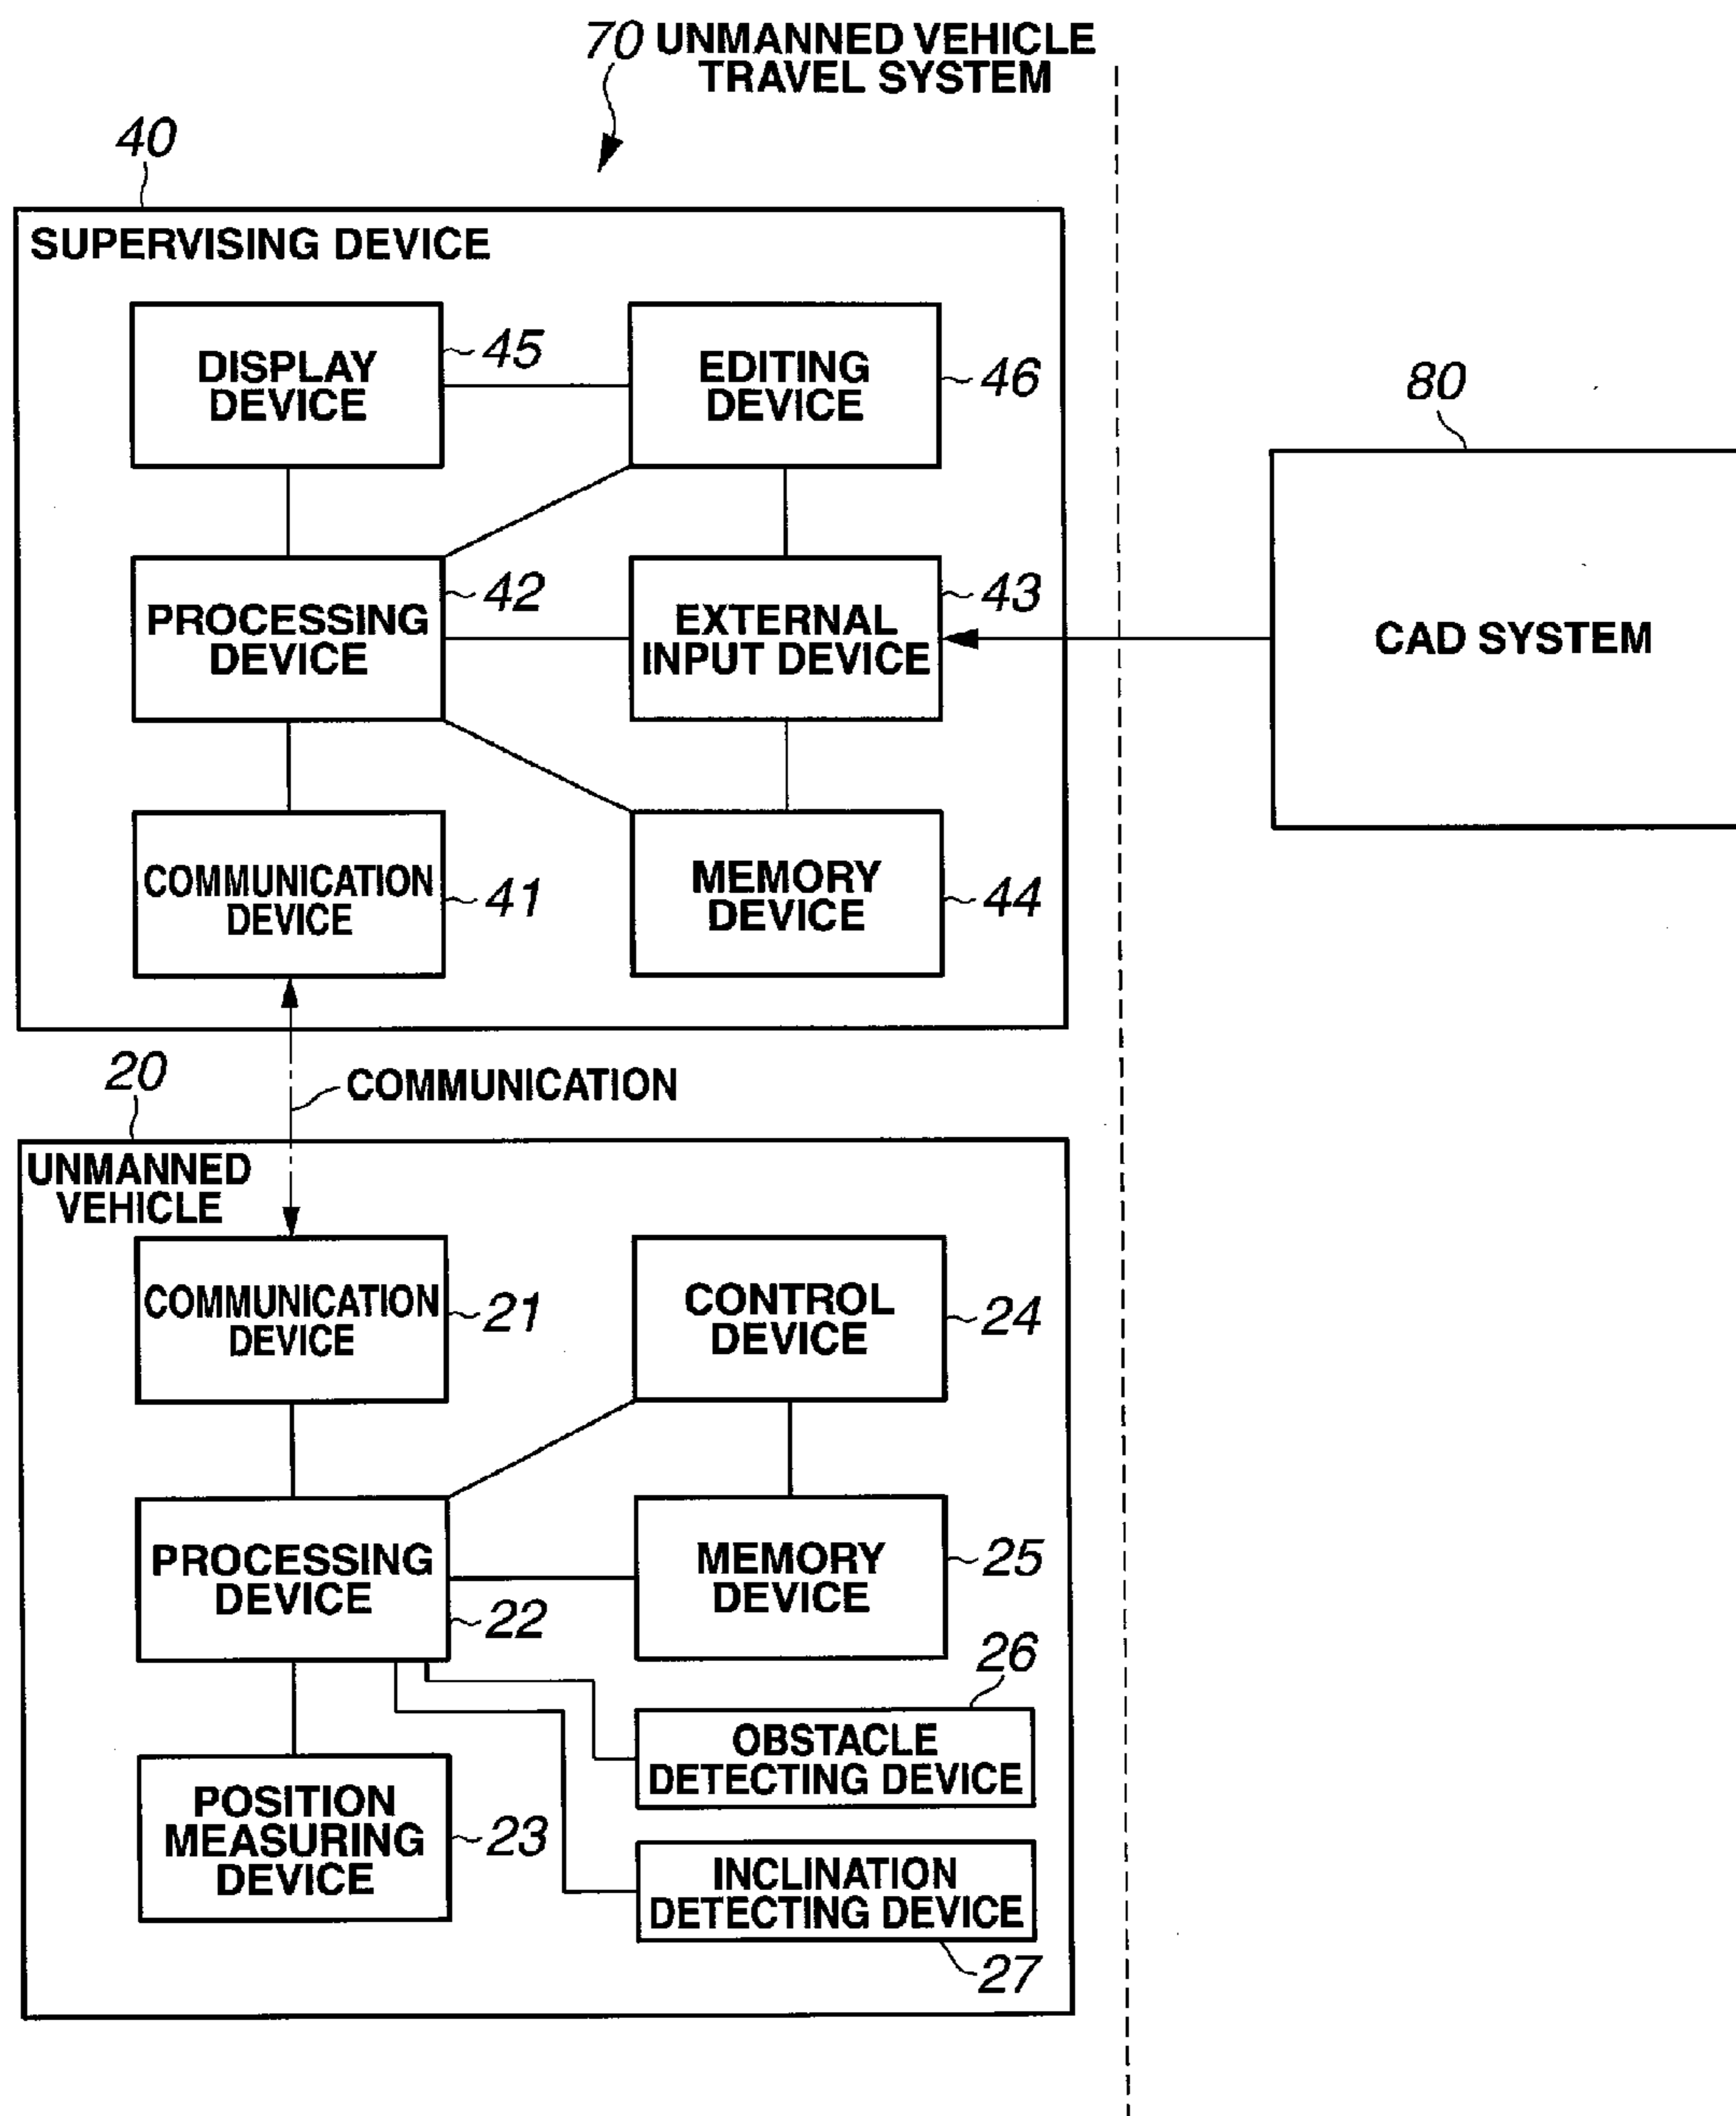 70 UNMANNED VEHICLE
TRAVEL SYSTEM
40
SUPERVISING DEVICE
DISPLAY
DEVICE
45
EDITING
DEVICE
46
PROCESSING
DEVICE
42
EXTERNAL
INPUT DEVICE
43
80
CAD SYSTEM
COMMUNICATION
DEVICE
41
MEMORY
DEVICE
44
COMMUNICATION
20
UNMANNED
VEHICLE
COMMUNICATION
DEVICE
21
CONTROL
DEVICE
24
PROCESSING
DEVICE
22
MEMORY
DEVICE
25
26
OBSTACLE
DETECTING DEVICE
POSITION
MEASURING
DEVICE
23
INCLINATION
DETECTING DEVICE
27